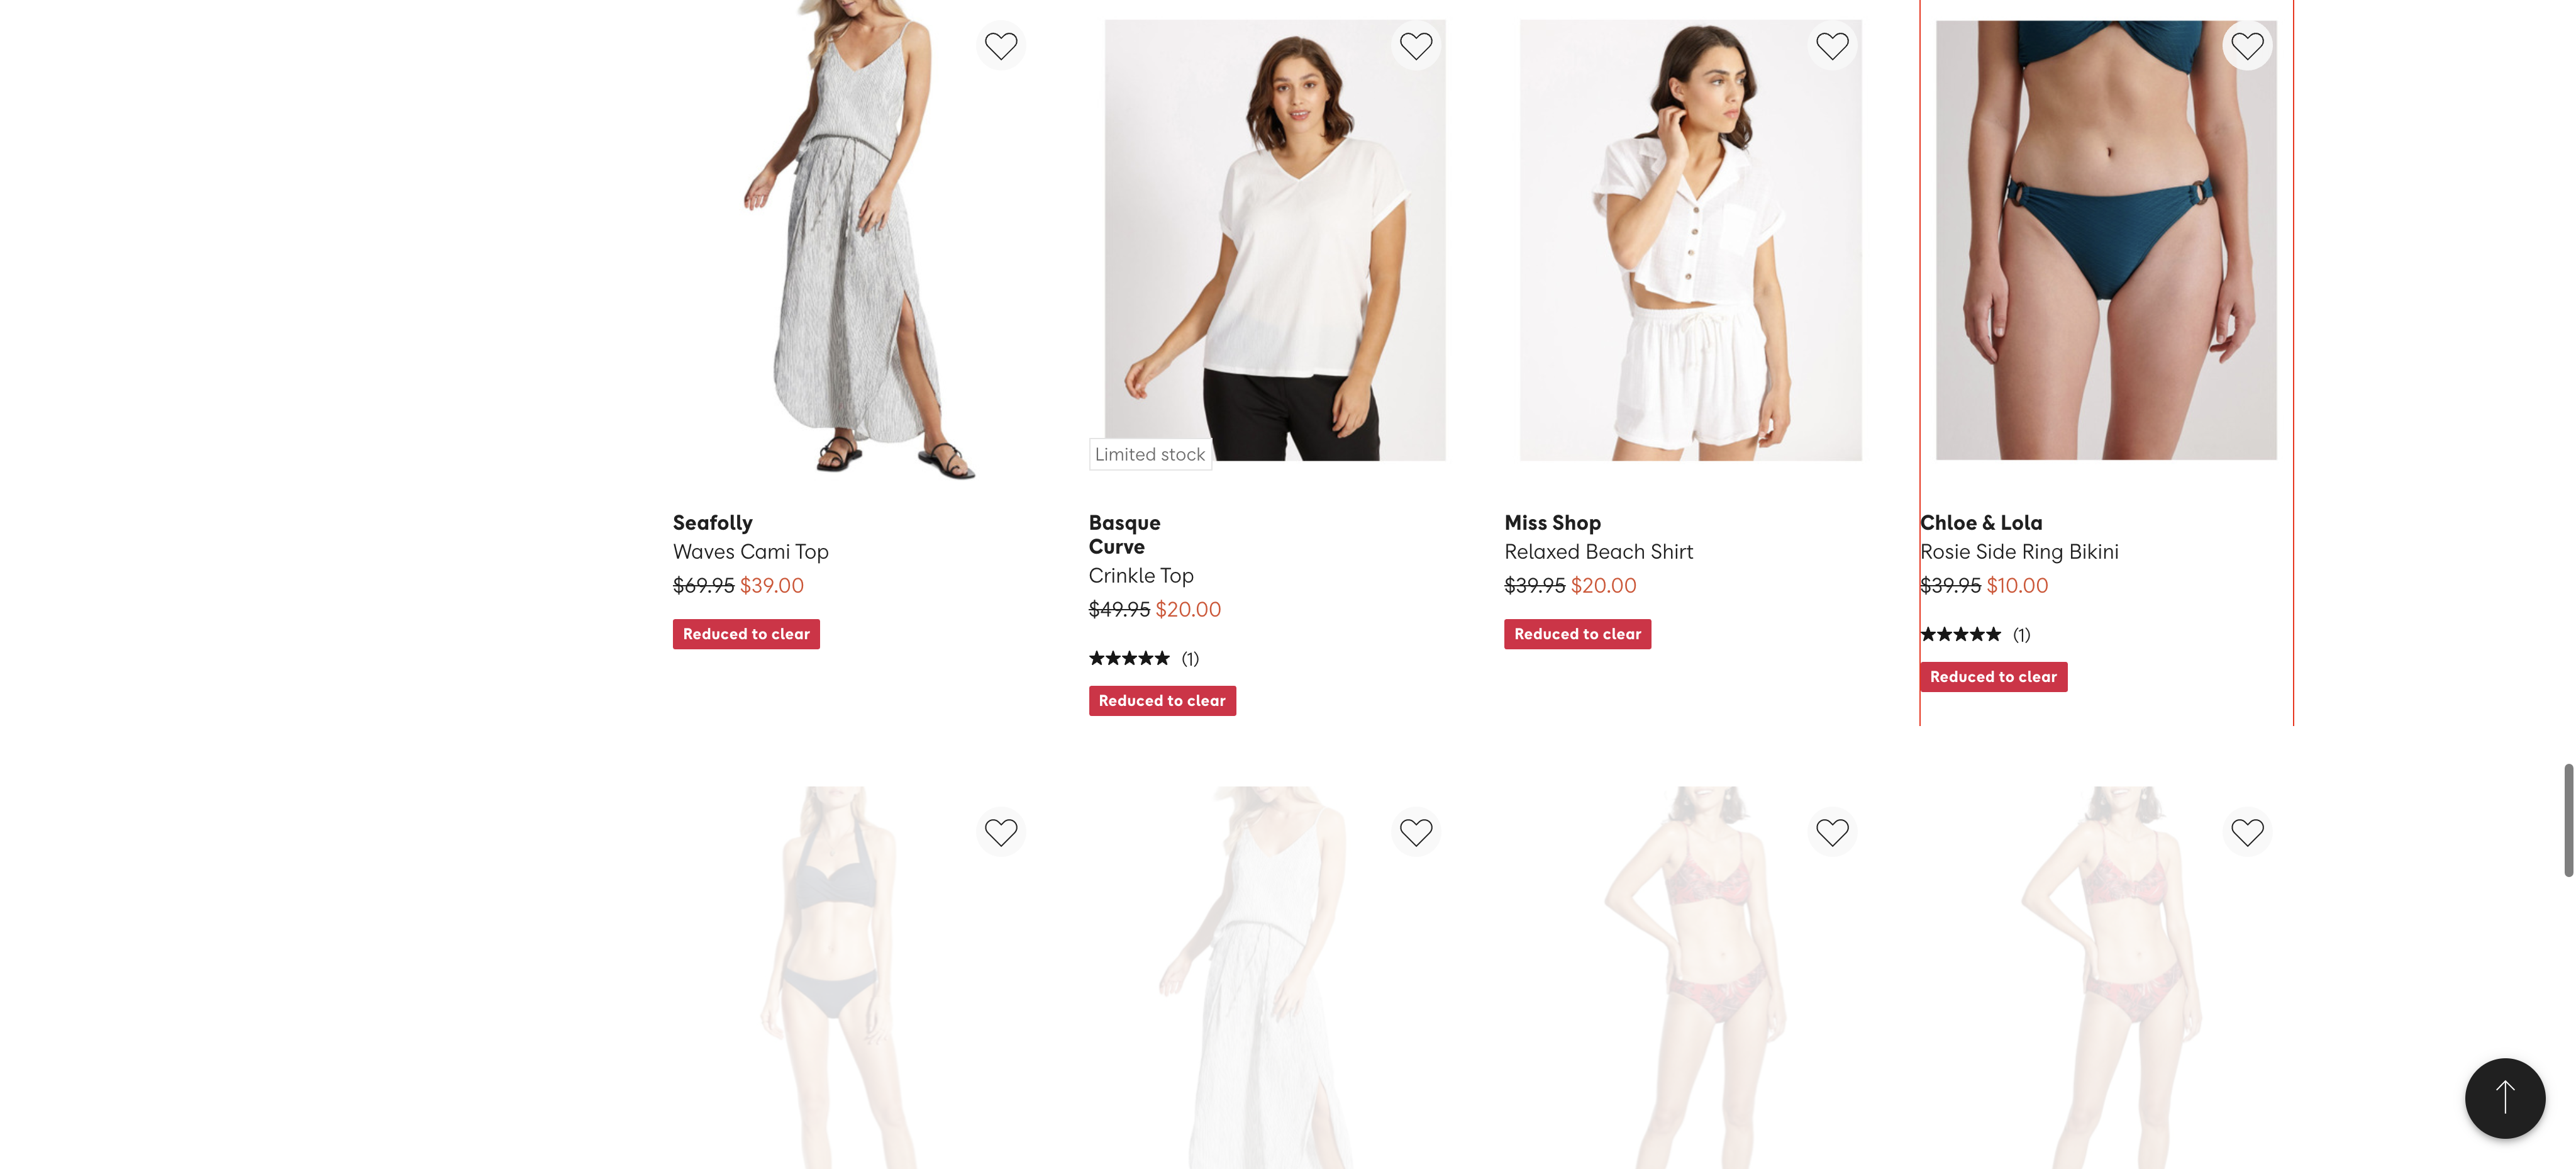 Limited stock
Seafolly
Waves Cami Top
$69.95 $39.00
Reduced to clear
Basque
Curve
Crinkle Top
$49.95 $20.00
(1)
Reduced to clear
Miss Shop
Relaxed Beach Shirt
$39.95 $20.00
Reduced to clear
Chloe & Lola
Rosie Side Ring Bikini
$39.95 $10.00
(1)
Reduced to clear